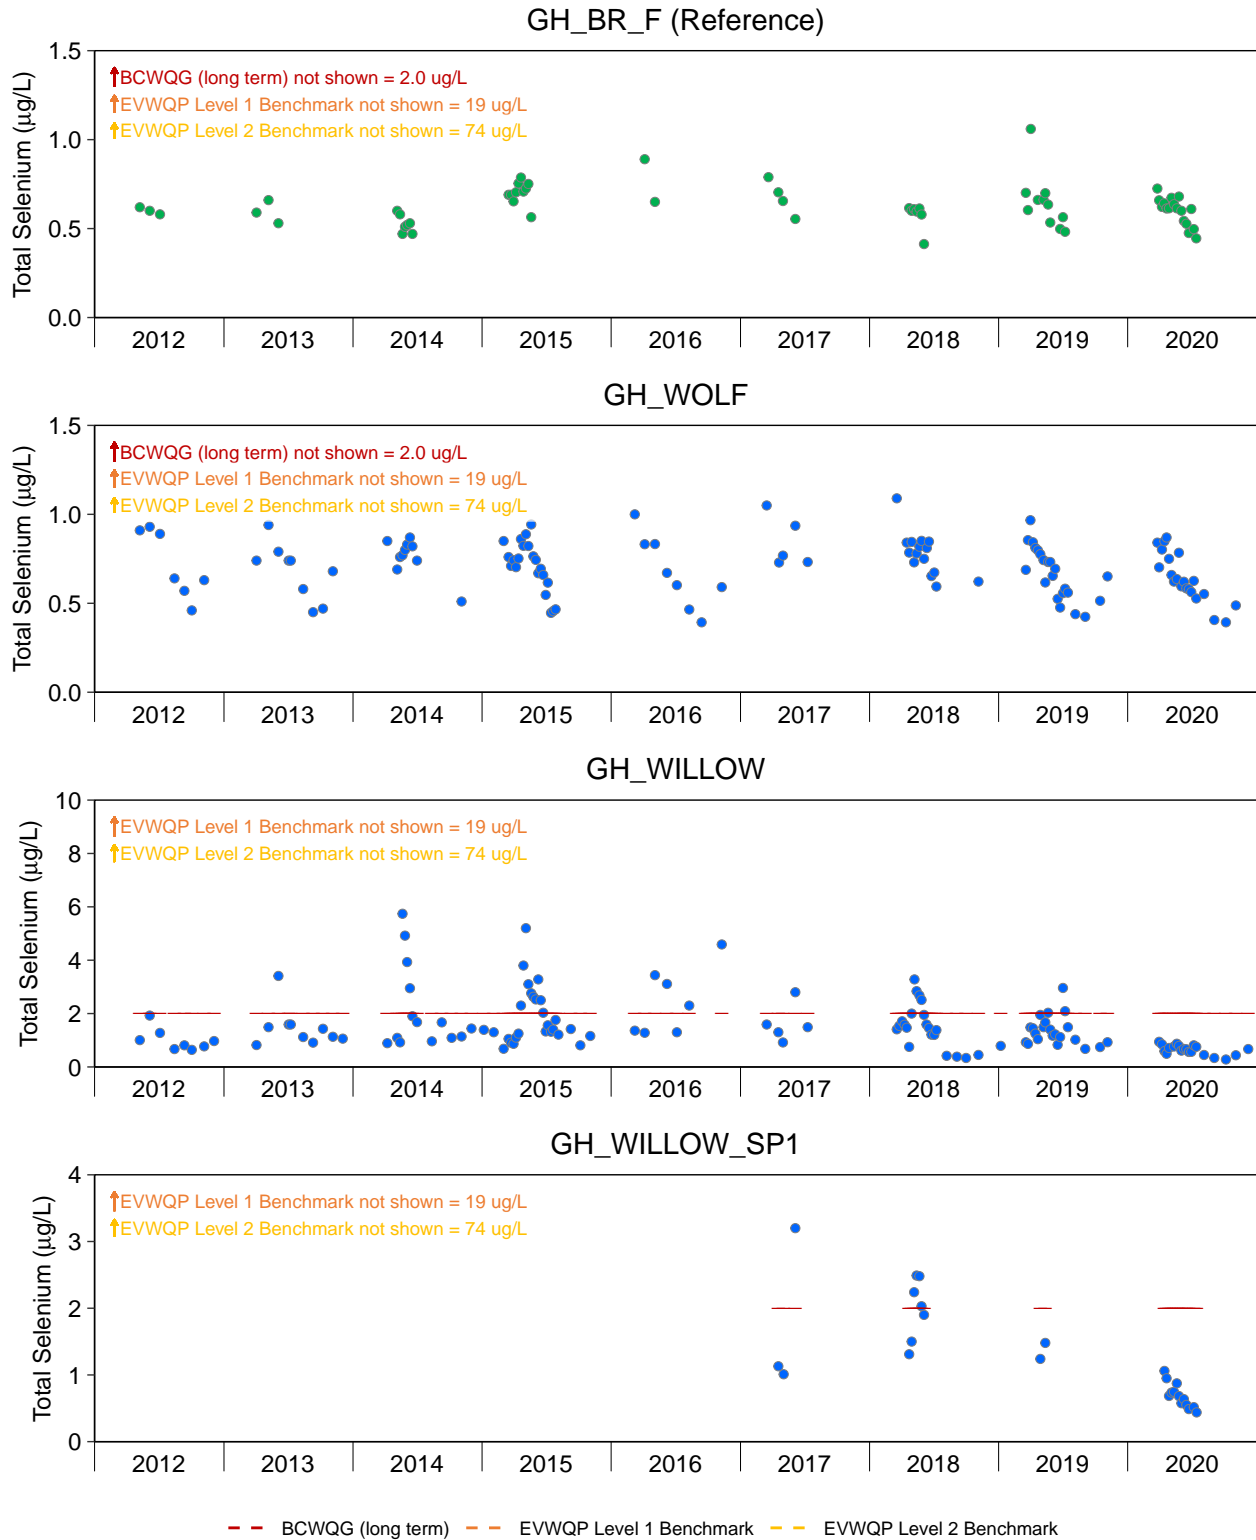 GH_BR_F (Reference)
Total Selenium (µg/L)
1.5
1.0
0.5
0.0
↑BCWQG (long term) not shown = 2.0 ug/L
↑EVWQP Level 1 Benchmark not shown = 19 ug/L
↑EVWQP Level 2 Benchmark not shown = 74 ug/L
2012 2013 2014 2015 2016 2017 2018 2019 2020
GH_WOLF
Total Selenium (µg/L)
1.5
1.0
0.5
0.0
↑BCWQG (long term) not shown = 2.0 ug/L
↑EVWQP Level 1 Benchmark not shown = 19 ug/L
↑EVWQP Level 2 Benchmark not shown = 74 ug/L
2012 2013 2014 2015 2016 2017 2018 2019 2020
GH_WILLOW
Total Selenium (µg/L)
10
8
6
4
2
0
↑EVWQP Level 1 Benchmark not shown = 19 ug/L
↑EVWQP Level 2 Benchmark not shown = 74 ug/L
2012 2013 2014 2015 2016 2017 2018 2019 2020
GH_WILLOW_SP1
Total Selenium (µg/L)
4
3
2
1
0
↑EVWQP Level 1 Benchmark not shown = 19 ug/L
↑EVWQP Level 2 Benchmark not shown = 74 ug/L
2012 2013 2014 2015 2016 2017 2018 2019 2020
BCWQG (long term) EVWQP Level 1 Benchmark EVWQP Level 2 Benchmark